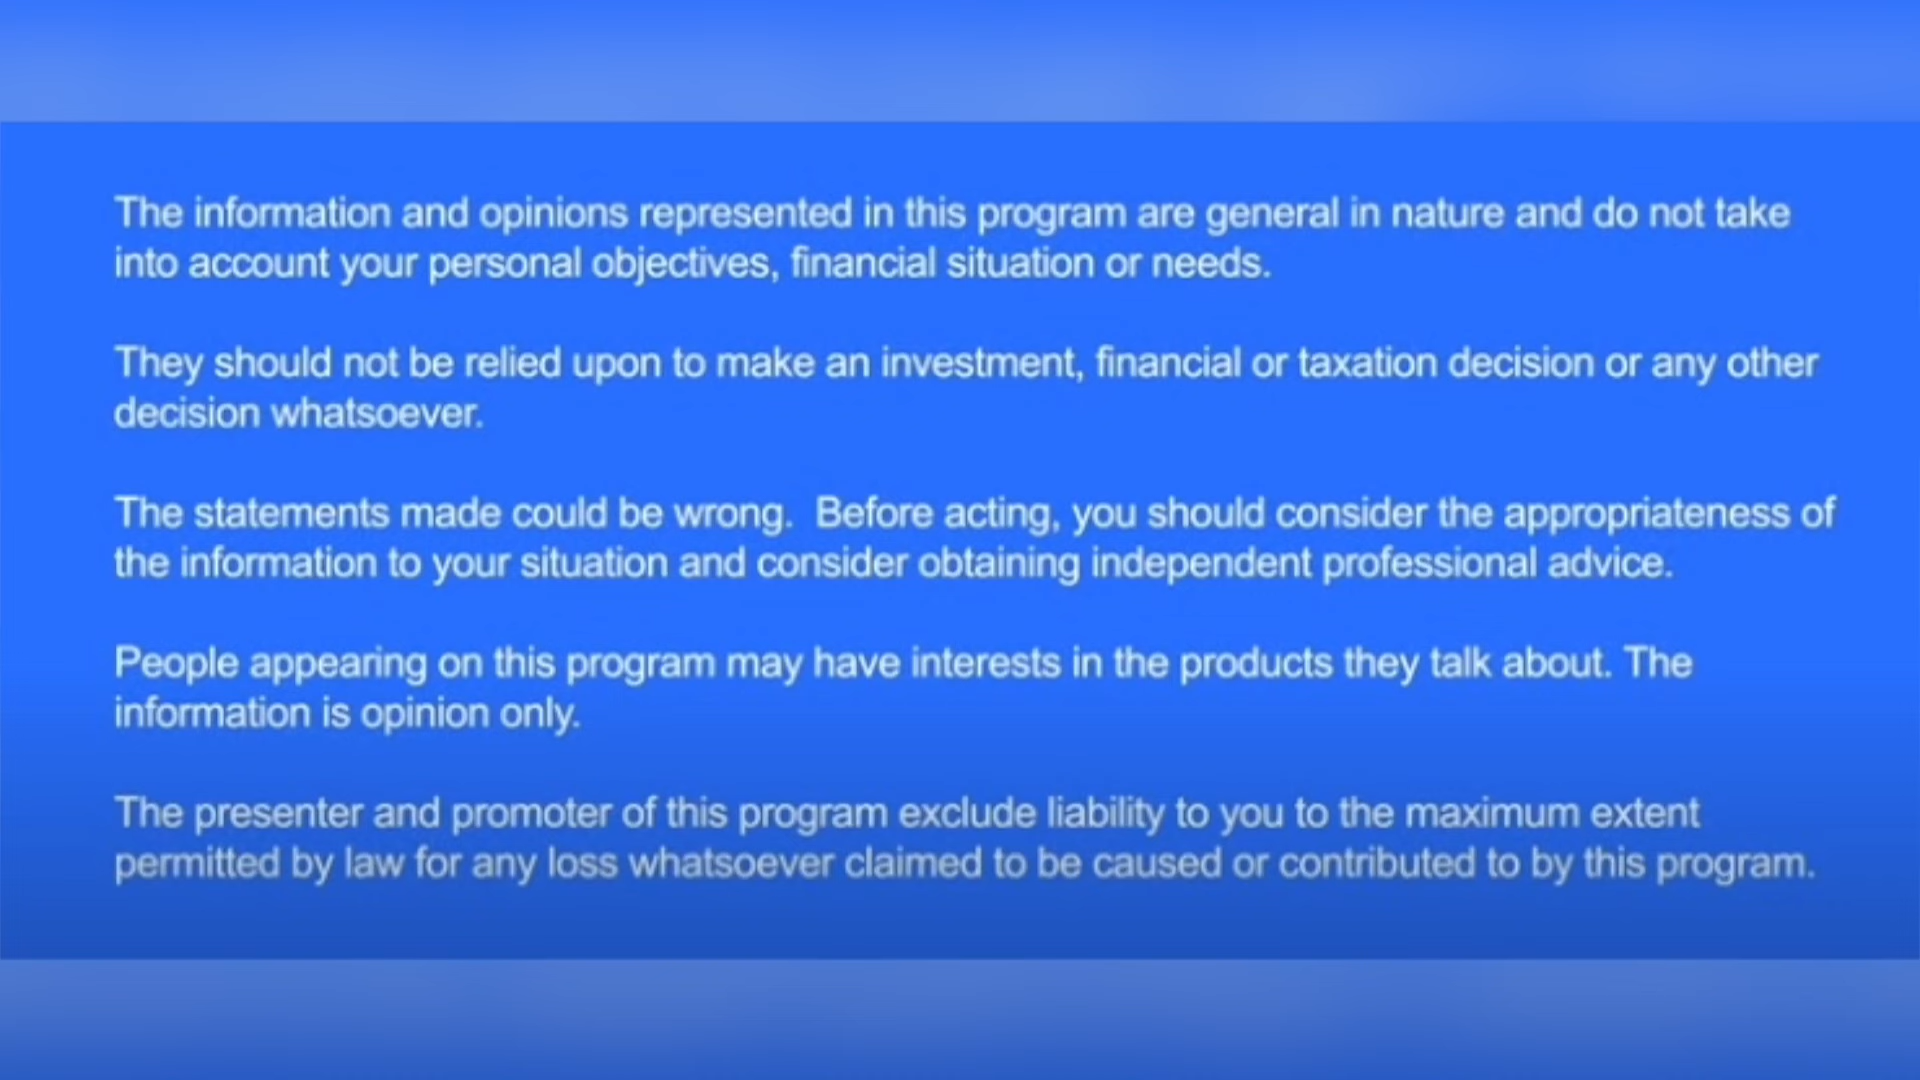 The information and opinions represented in this program are general in nature and do not take
into account your personal objectives, financial situation or needs.
They should not be relied upon to make an investment, financial or taxation decision or any other
decision whatsoever.
The statements made could be wrong.  Before acting, you should consider the appropriateness of
the information to your situation and consider obtaining independent professional advice.
People appearing on this program may have interests in the products they talk about. The
information is opinion only.
The presenter and promoter of this program exclude liability to you to the maximum extent
permitted by law for any loss whatsoever claimed to be caused or contributed to by this program.